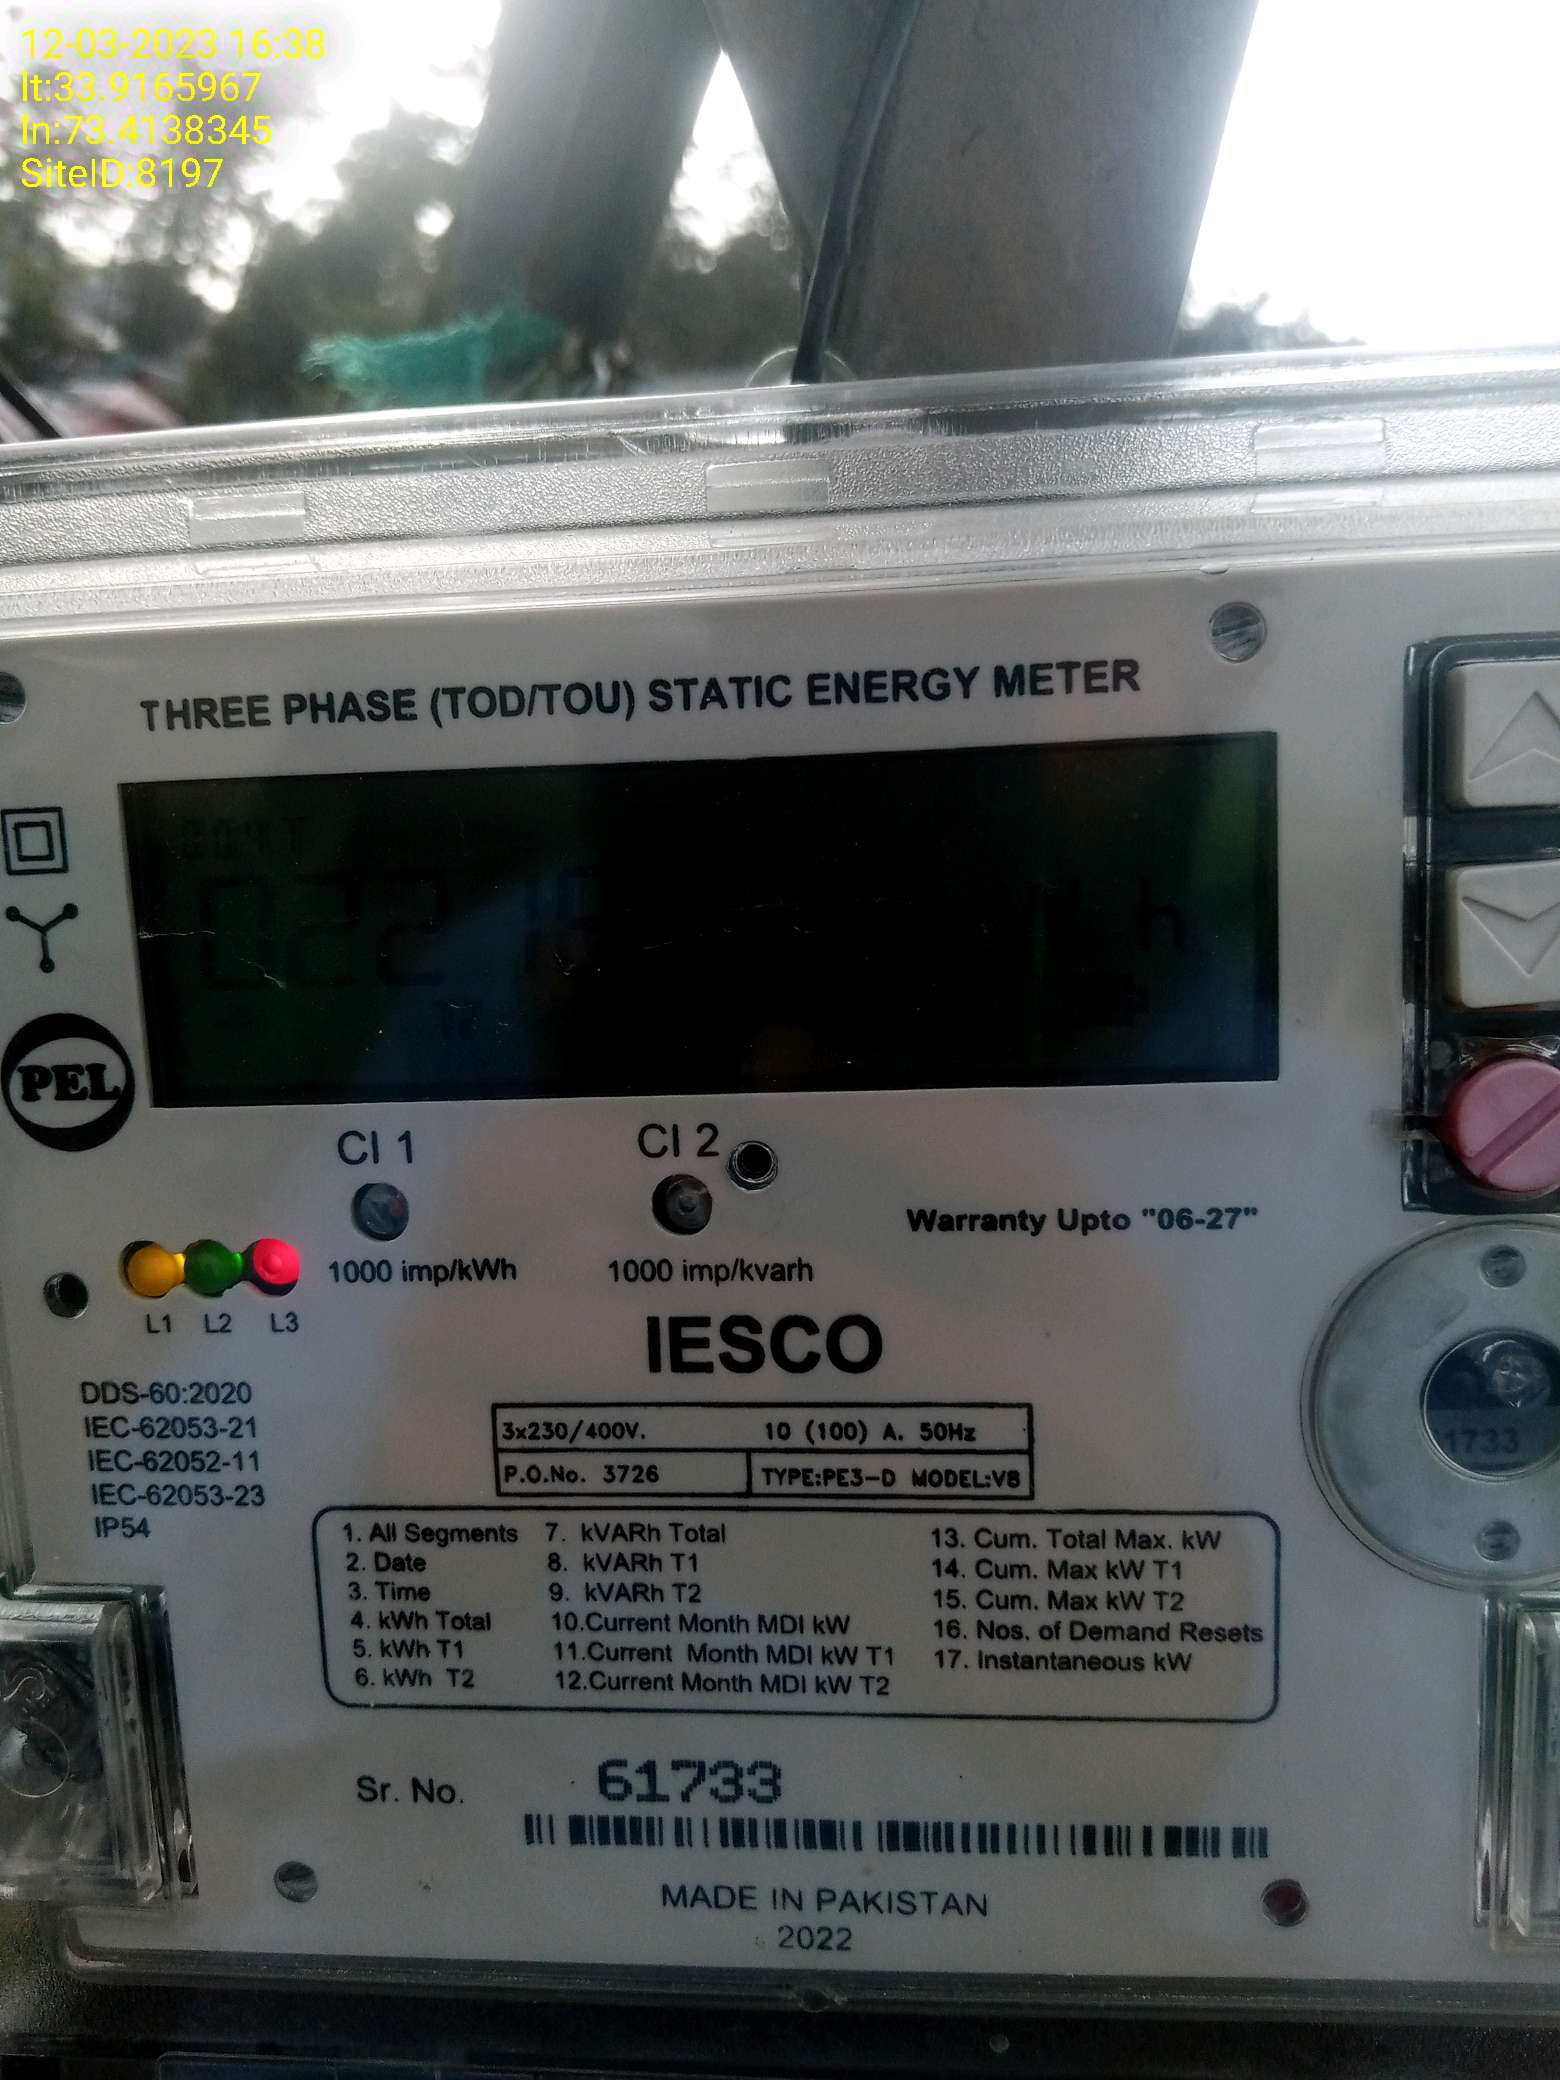 12-03-2023 16:38
lt:33.9165967
ln:73.4138345
SiteID:8197
THREE PHASE (TOD/TOU) STATIC ENERGY METER
PEL
CI 1
CI 2
1000 imp/kWh
1000 imp/kvarh
Warranty Upto "06-27"
L1 L2 L3
IESCO
DDS-60:2020
IEC-62053-21
IEC-62052-11
IEC-62053-23
IP54
3x230/400V. 10 (100) A. 50Hz
P.O.No. 3726 TYPE:PE3-D MODEL:V8
1733
1. All Segments
2. Date
3. Time
4. kWh Total
5. kWh T1
6. kWh T2
7. kVARh Total
8. kVARh T1
9. kVARh T2
10.Current Month MDI kW
11.Current Month MDI kW T1
12.Current Month MDI kW T2
13. Cum. Total Max. kW
14. Cum. Max kW T1
15. Cum. Max kW T2
16. Nos. of Demand Resets
17. Instantaneous kW
Sr. No. 61733
MADE IN PAKISTAN
2022